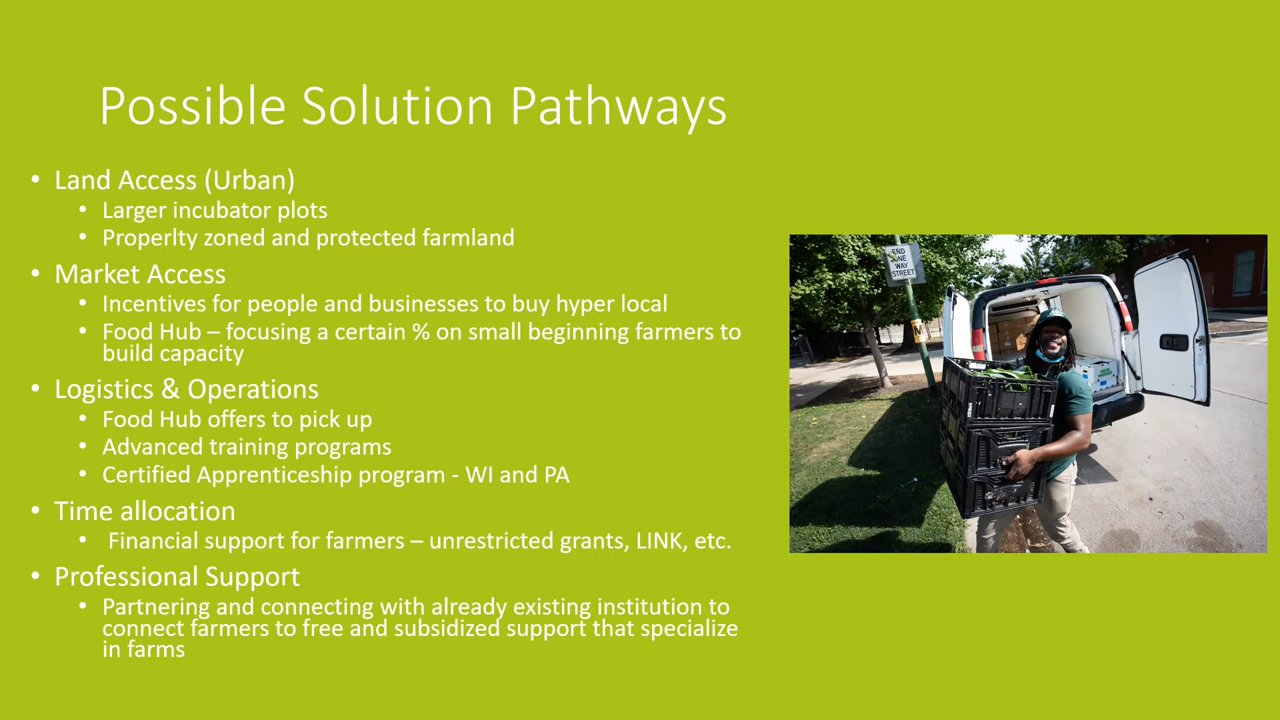 Possible Solution Pathways
• Land Access (Urban)
• Larger incubator plots
• Properlty zoned and protected farmland
• Market Access
• Incentives for people and businesses to buy hyper local
• Food Hub – focusing a certain % on small beginning farmers to
build capacity
• Logistics & Operations
• Food Hub offers to pick up
• Advanced training programs
• Certified Apprenticeship program - WI and PA
• Time allocation
• Financial support for farmers – unrestricted grants, LINK, etc.
• Professional Support
• Partnering and connecting with already existing institution to
connect farmers to free and subsidized support that specialize
in farms
END
ONE
WAY
STREET